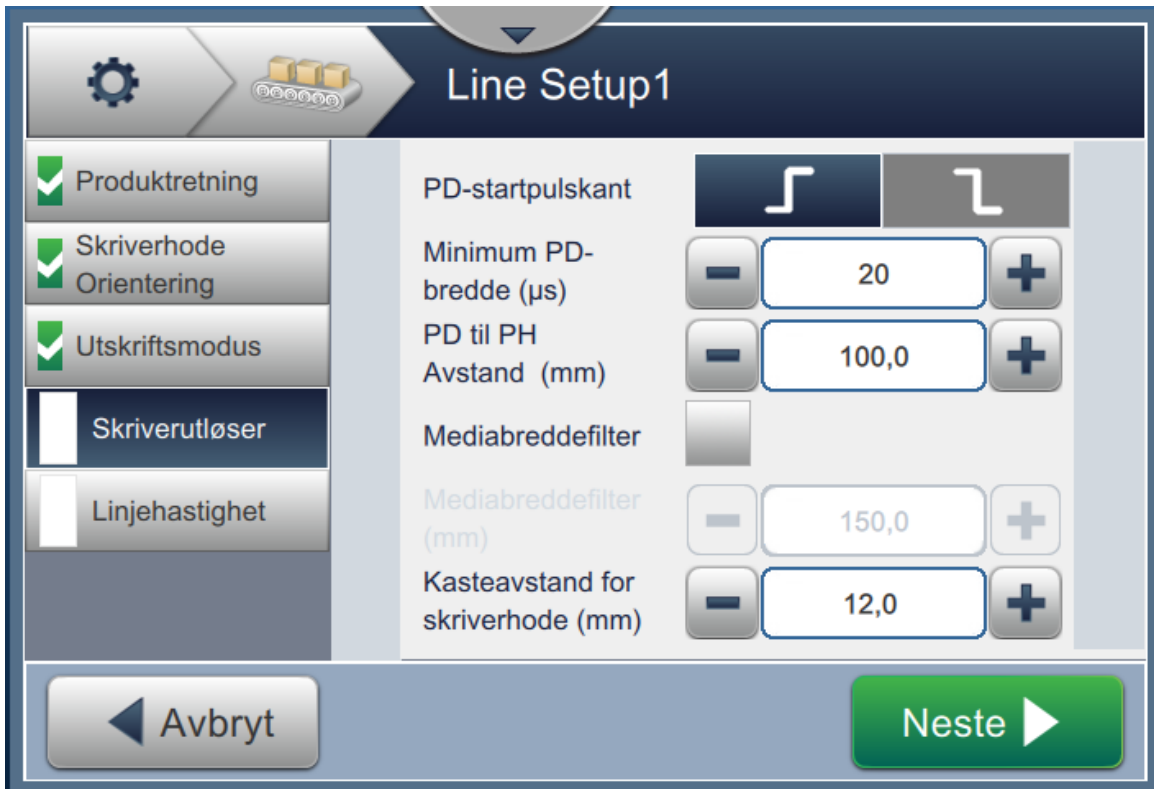 Line Setup1
Produktretning
Skriverhode
Orientering
Utskriftsmodus
Skriverutløser
Linjehastighet
PD-startpulskant
Minimum PD-
bredde (µs)
20
PD til PH
Avstand (mm)
100,0
Mediabreddefilter
Mediabreddefilter
(mm)
150,0
Kasteavstand for
skriverhode (mm)
12,0
Avbryt
Neste